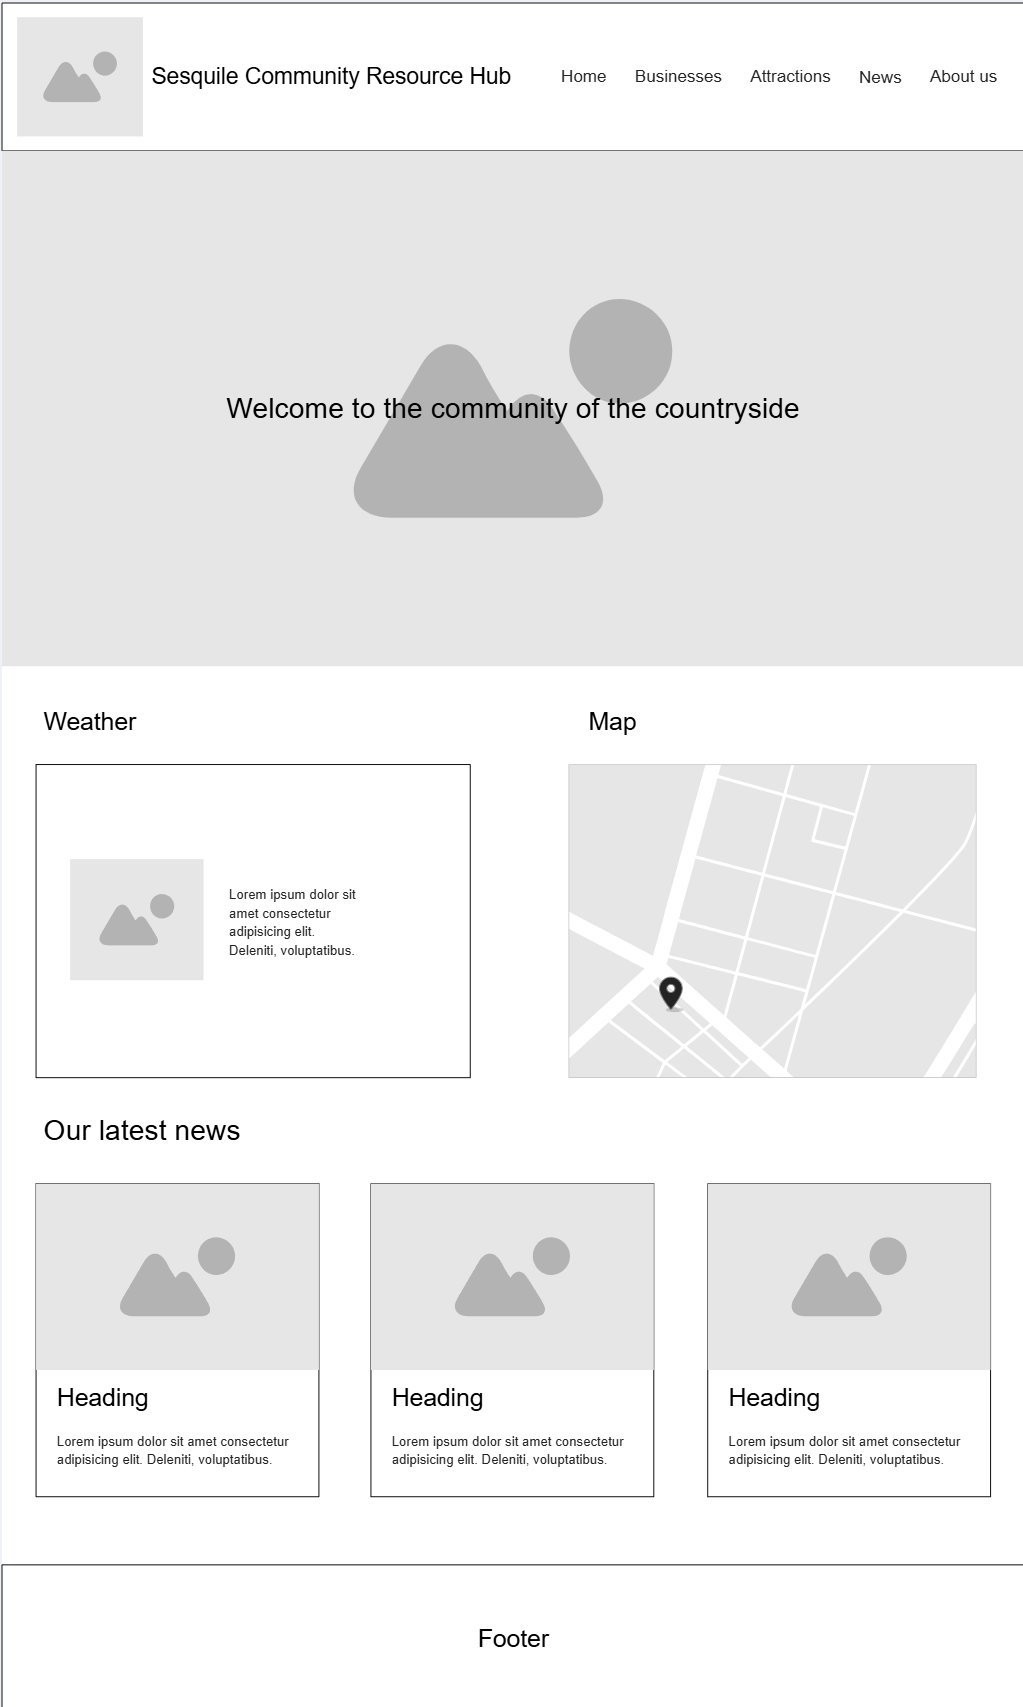 Sesquile Community Resource Hub
Home
Businesses
Attractions
News
About us
Welcome to the community of the countryside
Weather
Map
Lorem ipsum dolor sit
amet consectetur
adipisicing elit.
Deleniti, voluptatibus.
Our latest news
Heading
Lorem ipsum dolor sit amet consectetur
adipisicing elit. Deleniti, voluptatibus.
Heading
Lorem ipsum dolor sit amet consectetur
adipisicing elit. Deleniti, voluptatibus.
Heading
Lorem ipsum dolor sit amet consectetur
adipisicing elit. Deleniti, voluptatibus.
Footer